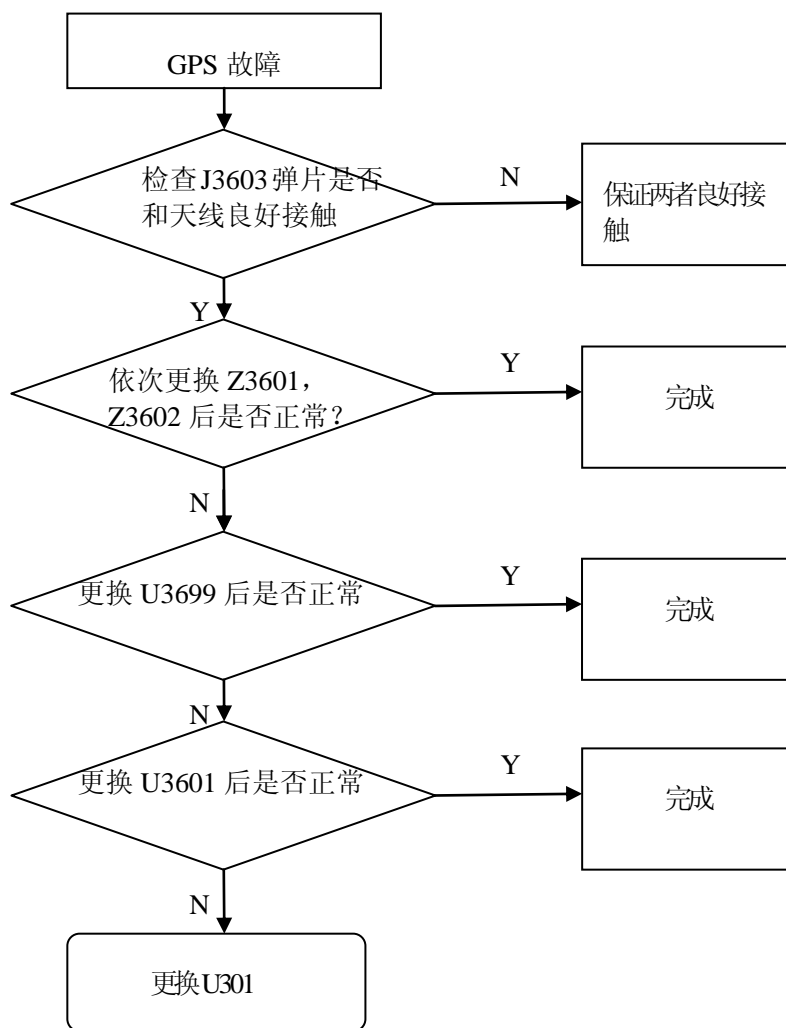 GPS 故障
检查J3603弹片是否
和天线良好接触
N
保证两者良好接
触
Y
依次更换 Z3601，
Z3602 后是否正常？
Y
完成
N
更换 U3699 后是否正常
Y
完成
N
更换 U3601 后是否正常
Y
完成
N
更换U301